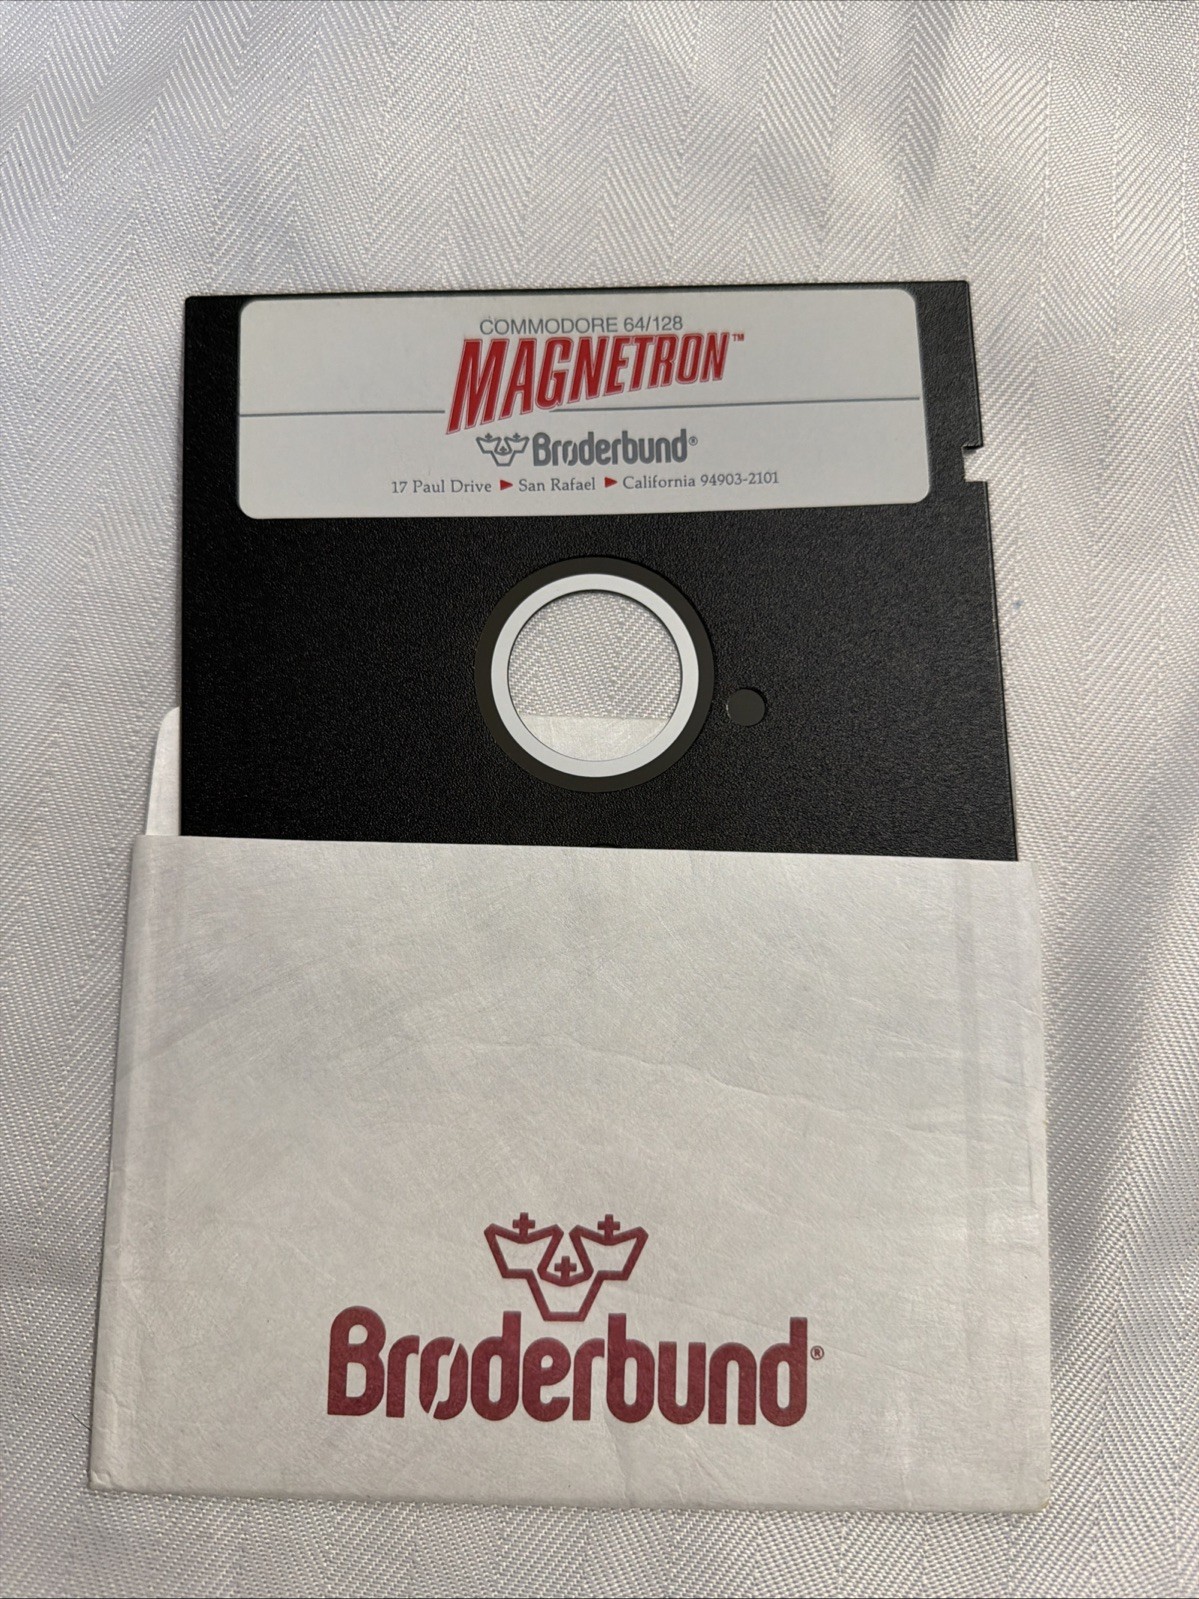 COMMODORE 64/128
MAGNETRON™
Brøderbund®
17 Paul Drive ▶ San Rafael ▶ California 94903-2101
Brøderbund®